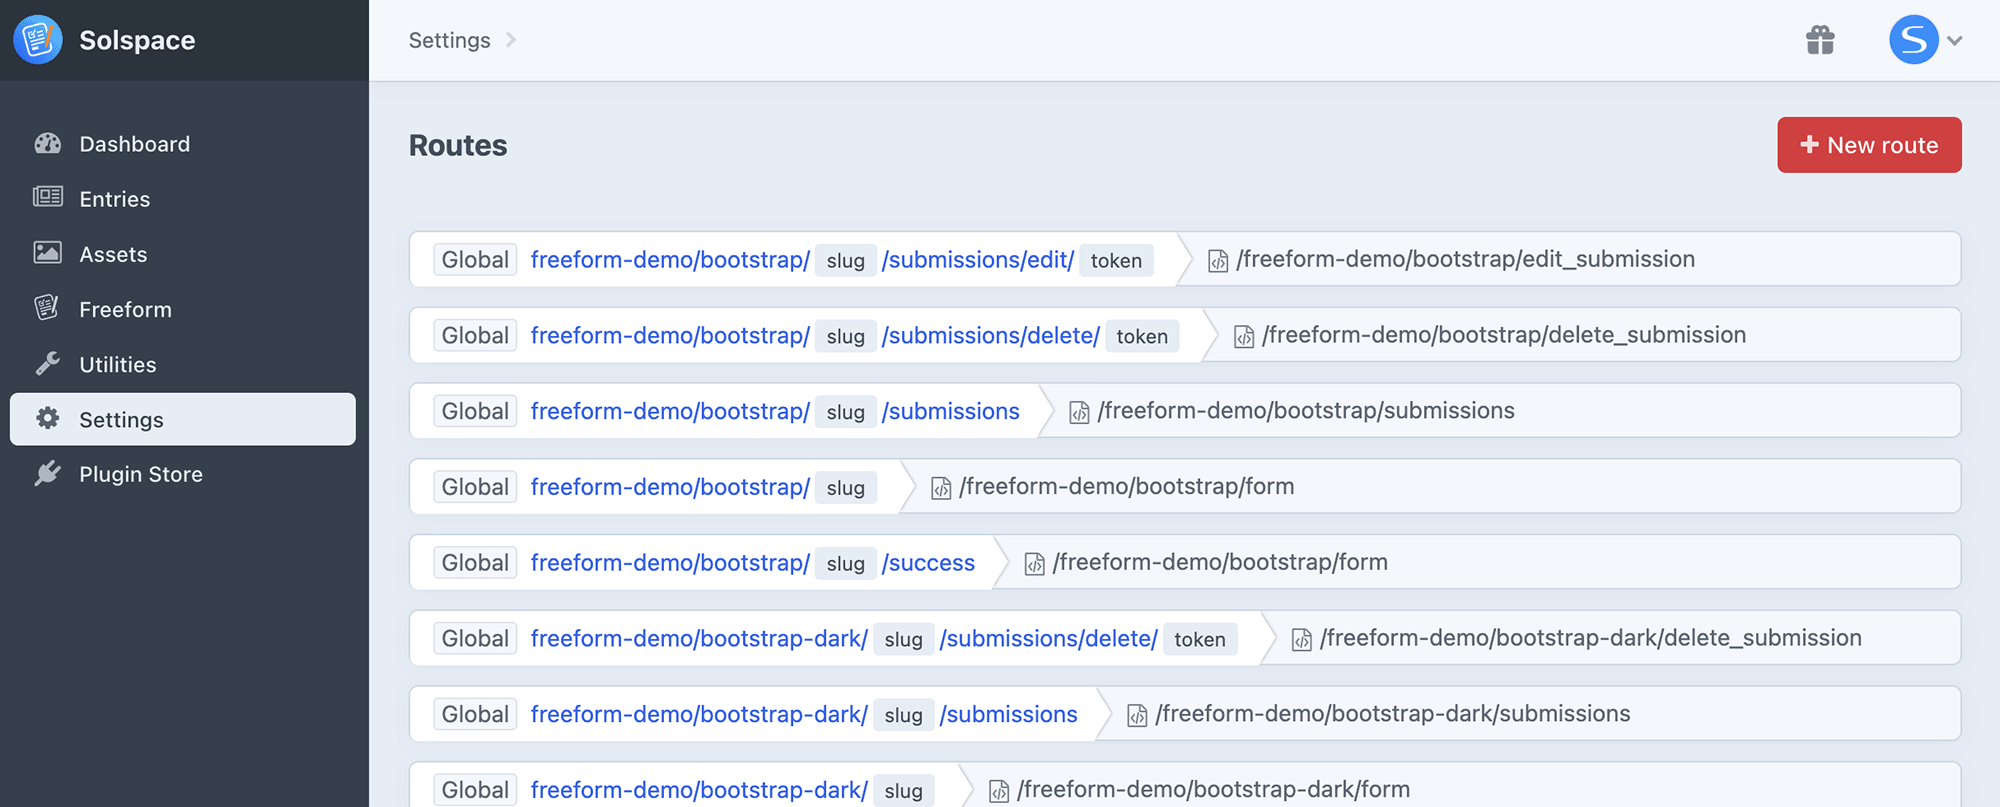 Solspace
Settings
S
Dashboard
Entries
Assets
Freeform
Utilities
Settings
Plugin Store
Routes
New route
Global freeform-demo/bootstrap/ slug /submissions/edit/ token /freeform-demo/bootstrap/edit_submission
Global freeform-demo/bootstrap/ slug /submissions/delete/ token /freeform-demo/bootstrap/delete_submission
Global freeform-demo/bootstrap/ slug /submissions /freeform-demo/bootstrap/submissions
Global freeform-demo/bootstrap/ slug /freeform-demo/bootstrap/form
Global freeform-demo/bootstrap/ slug /success /freeform-demo/bootstrap/form
Global freeform-demo/bootstrap-dark/ slug /submissions/delete/ token /freeform-demo/bootstrap-dark/delete_submission
Global freeform-demo/bootstrap-dark/ slug /submissions /freeform-demo/bootstrap-dark/submissions
Global freeform-demo/bootstrap-dark/ slug /freeform-demo/bootstrap-dark/form